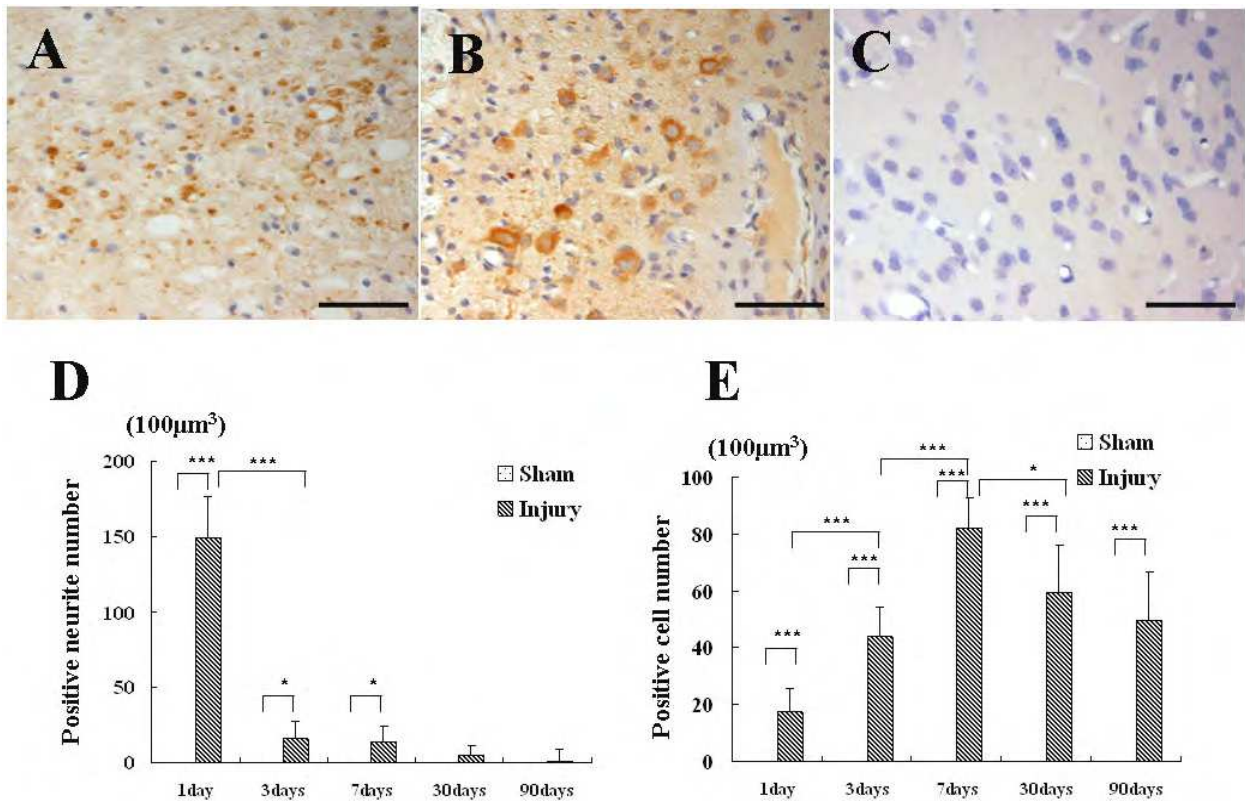 A
B
C
D
(100μm³)
200
150
100
50
0
Positive neurite number
***
***
*
*
Sham
Injury
1day
3days
7days
30days
90days
E
(100μm³)
100
80
60
40
20
0
Positive cell number
***
***
***
***
***
*
***
***
Sham
Injury
1day
3days
7days
30days
90days